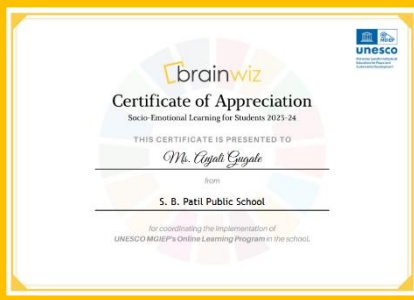 MGIEP
unesco
brainwiz
Certificate of Appreciation
Socio-Emotional Learning for Students 2023-24
THIS CERTIFICATE IS PRESENTED TO
Ms. Anjali Gugale
from
S. B. Patil Public School
for coordinating the Implementation of
UNESCO MGIEP's Online Learning Program in the school.